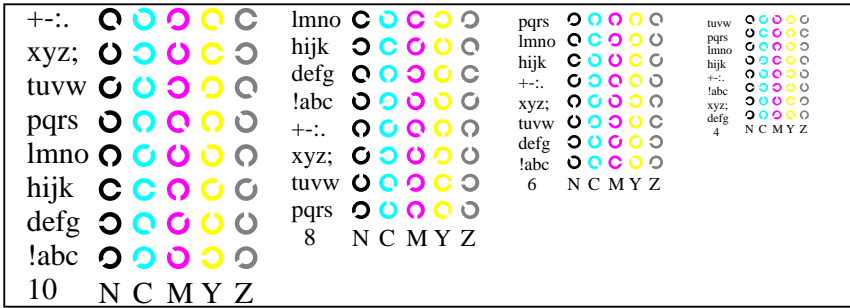 +-:.
xyz;
tuvw
pqrs
lmno
hijk
defg
!abc
10 N C M Y Z
lmno
hijk
defg
!abc
+-:.
xyz;
tuvw
pqrs
8 N C M Y Z
pqrs
lmno
hijk
+-:.
xyz;
tuvw
defg
!abc
6 N C M Y Z
tuvw
pqrs
lmno
hijk
+-:.
!abc
xyz;
defg
4 N C M Y Z